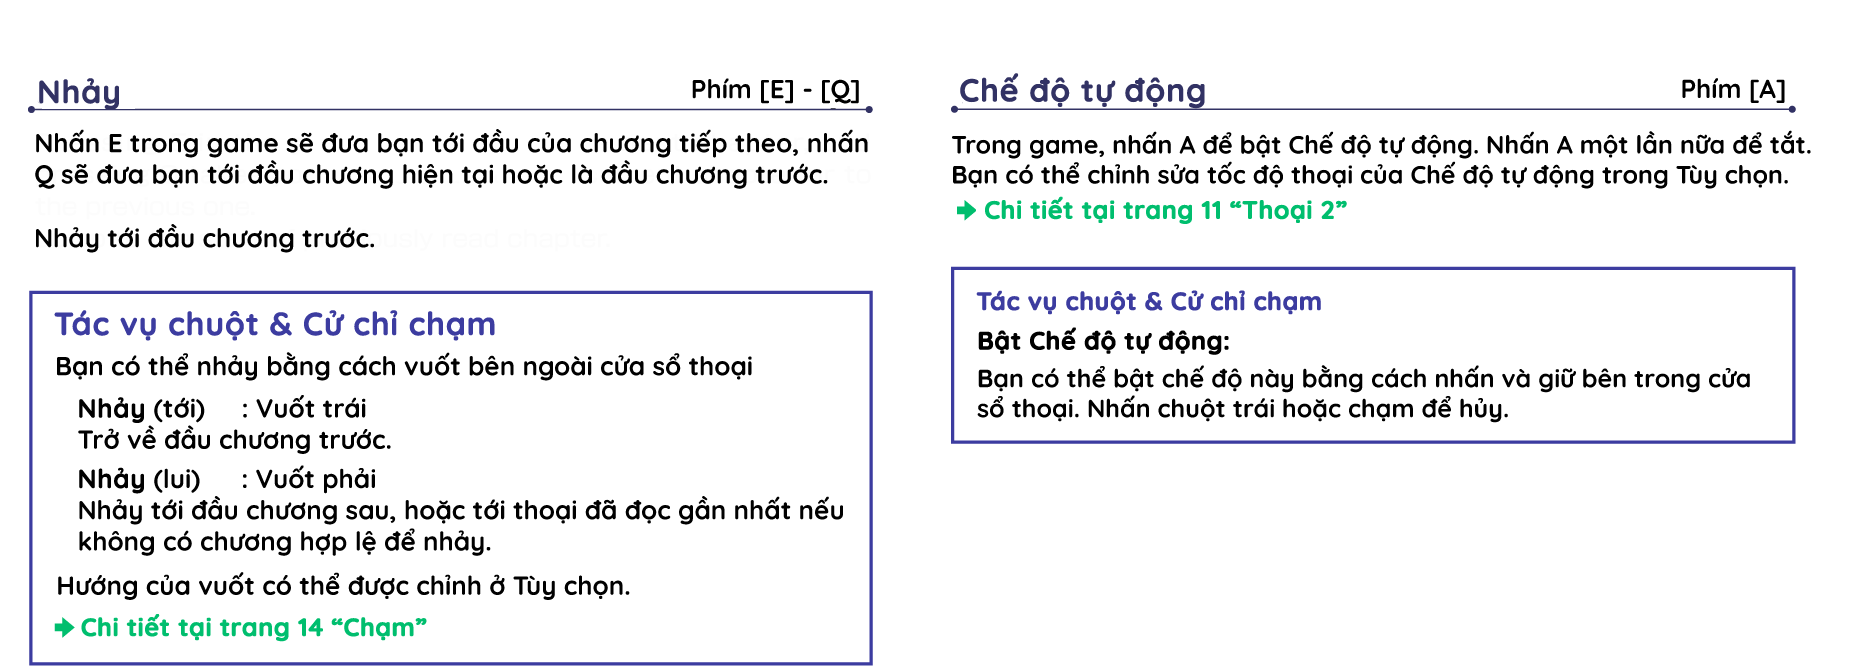 Nhảy
Phím [E] - [Q]
Nhấn E trong game sẽ đưa bạn tới đầu của chương tiếp theo, nhấn
Q sẽ đưa bạn tới đầu chương hiện tại hoặc là đầu chương trước.
Nhảy tới đầu chương trước.
Tác vụ chuột & Cử chỉ chạm
Bạn có thể nhảy bằng cách vuốt bên ngoài cửa sổ thoại
Nhảy (tới) : Vuốt trái
Trở về đầu chương trước.
Nhảy (lui) : Vuốt phải
Nhảy tới đầu chương sau, hoặc tới thoại đã đọc gần nhất nếu
không có chương hợp lệ để nhảy.
Hướng của vuốt có thể được chỉnh ở Tùy chọn.
Chi tiết tại trang 14 “Chạm”
Chế độ tự động
Phím [A]
Trong game, nhấn A để bật Chế độ tự động. Nhấn A một lần nữa để tắt.
Bạn có thể chỉnh sửa tốc độ thoại của Chế độ tự động trong Tùy chọn.
Chi tiết tại trang 11 “Thoại 2”
Tác vụ chuột & Cử chỉ chạm
Bật Chế độ tự động:
Bạn có thể bật chế độ này bằng cách nhấn và giữ bên trong cửa
sổ thoại. Nhấn chuột trái hoặc chạm để hủy.